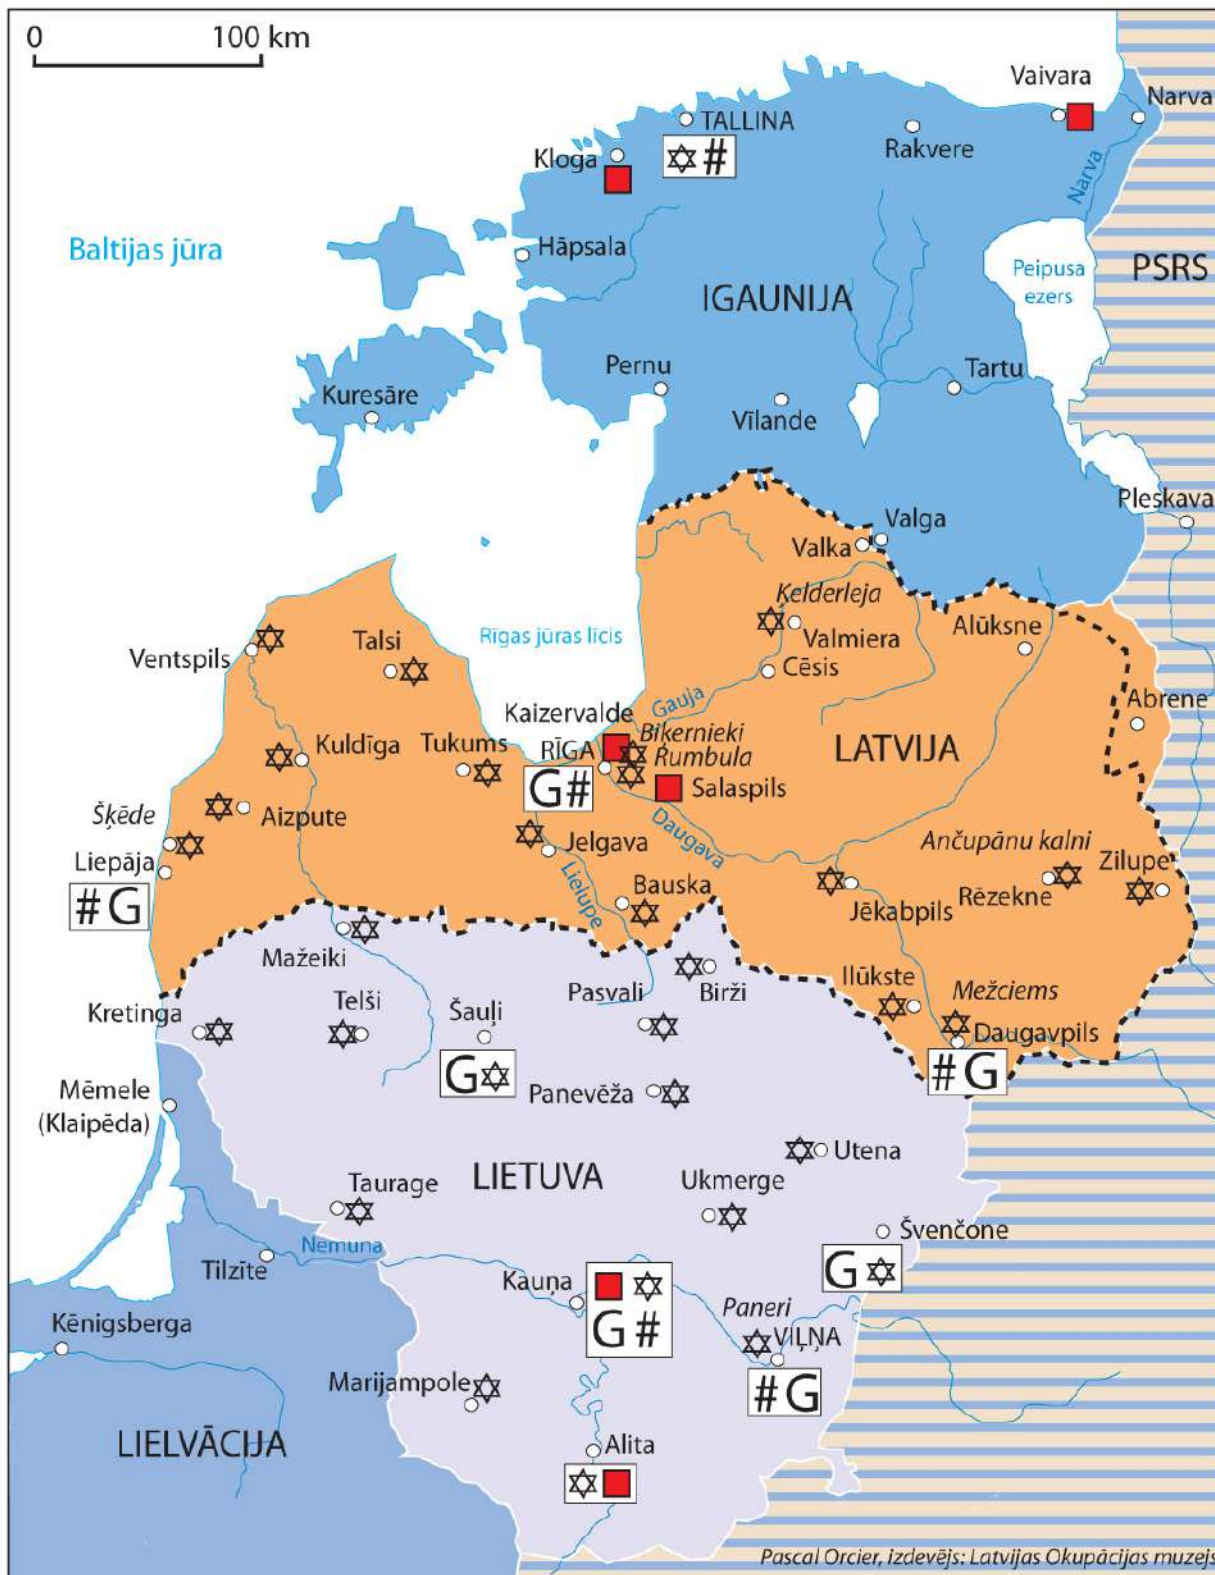 0 100 km
Vaivara
Narva
TALLINA
#
Rakvere
Kloga
Narva
Baltijas jūra
Hāpsala
PSRS
Peipusa
ezers
IGAUNIJA
Pernu
Tartu
Kuresāre
Vīlande
Pleskava
Valga
Valka
Ķelderleja
Talsi
Rīgas jūras līcis
Valmiera
Alūksne
Ventspils
Cēsis
Gauja
Abrene
Kaizervalde
Biķernieki
Kuldīga
Tukums
RĪGA
Rumbula
LATVIJA
G#
Salaspils
Šķēde
Aizpute
Daugava
Jelgava
Ančupānu kalni
Liepāja
Zilupe
Bauska
#G
Lielupe
Jēkabpils
Rēzekne
Mažeiki
Ilūkste
Mežciems
Telši
Pasvali
Birži
Kretinga
Šauļi
Daugavpils
G
#G
Mēmele
(Klaipēda)
Panevēža
Utena
LIETUVA
Taurage
Ukmerge
Švenčone
Nemuna
Tilzīte
G
Kauņa
G#
Paneri
Kēnigsberga
VIĻŅA
Marijampole
#G
LIELVĀCIJA
Alita
Pascal Orcier, izdevējs: Latvijas Okupācijas muzejs